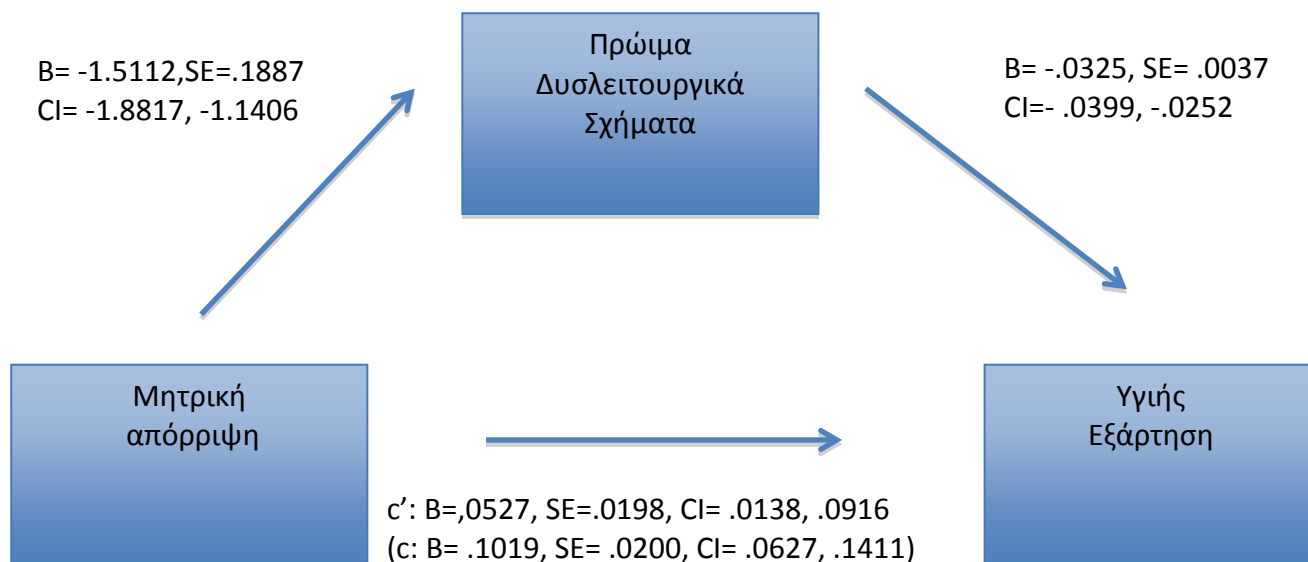 Πρώιμα
Δυσλειτουργικά
Σχήματα
B= -1.5112,SE=.1887
CI= -1.8817, -1.1406
B= -.0325, SE= .0037
CI=- .0399, -.0252
Μητρική
απόρριψη
Υγιής
Εξάρτηση
c’: B=,0527, SE=.0198, CI= .0138, .0916
(c: B= .1019, SE= .0200, CI= .0627, .1411)